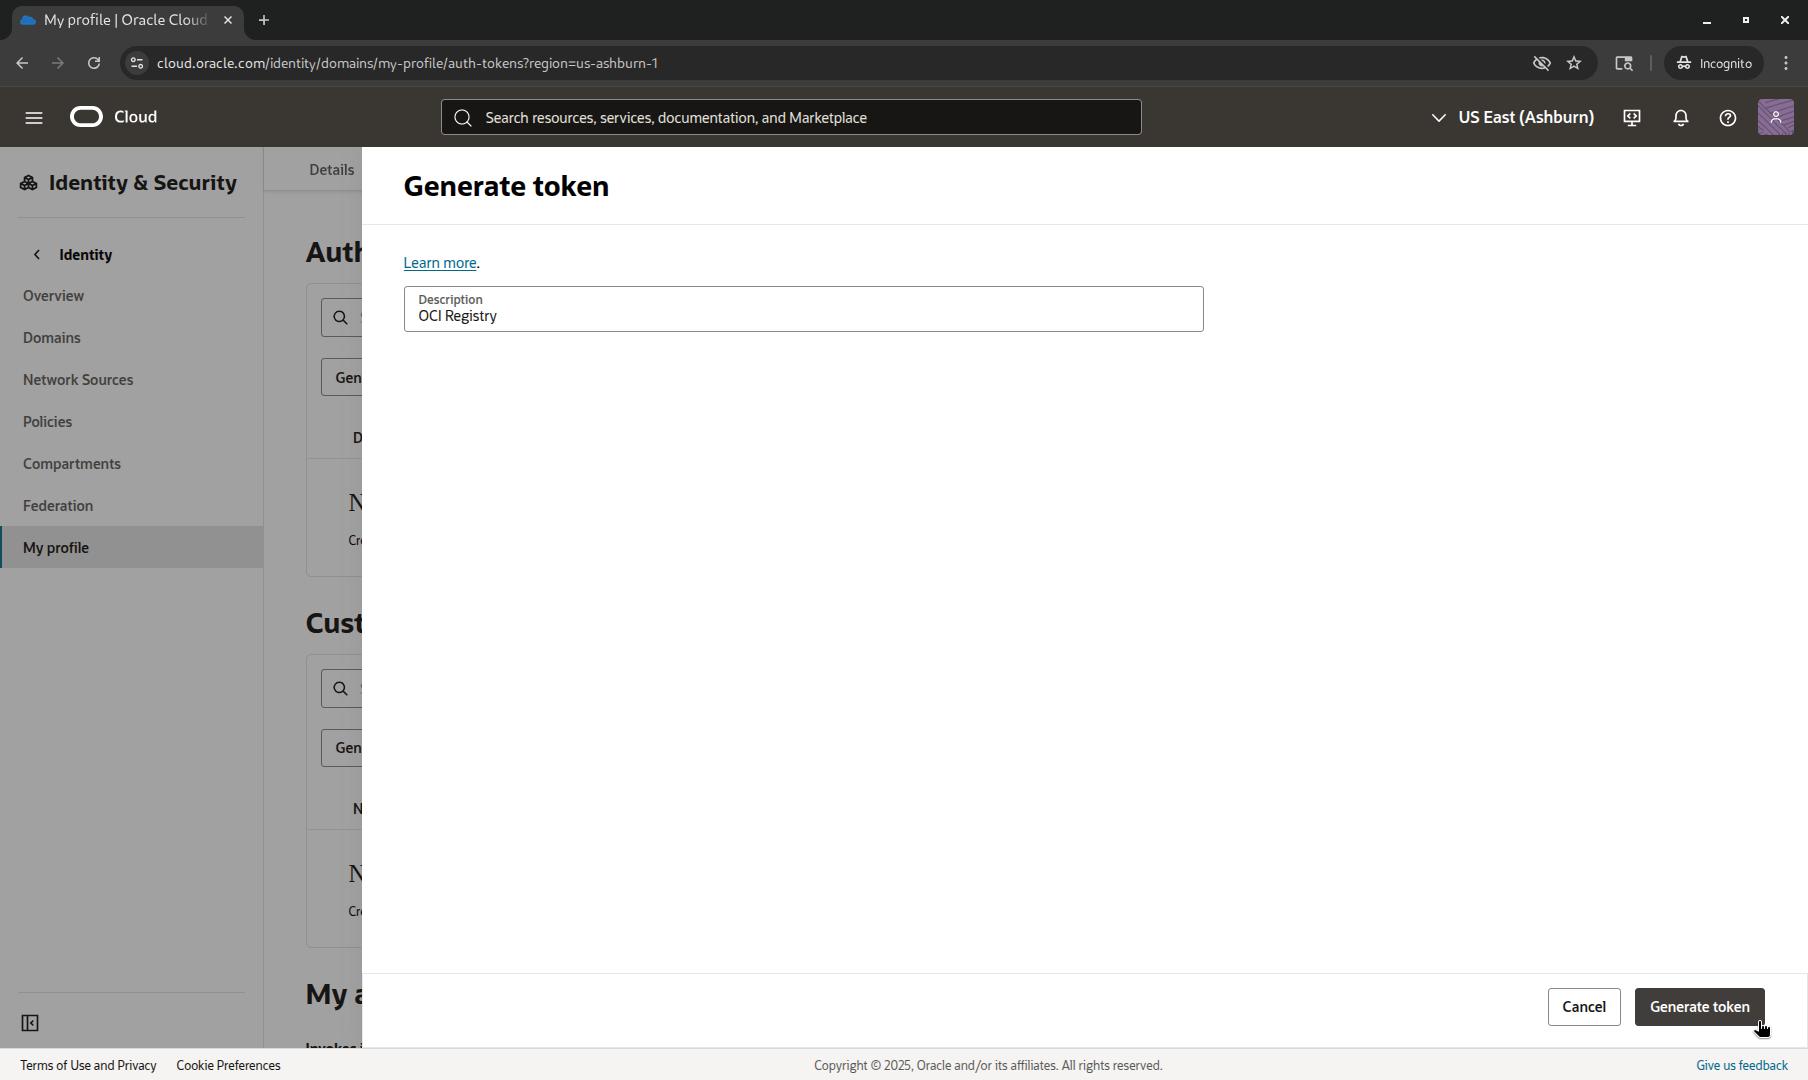 My profile | Oracle Cloud
cloud.oracle.com/identity/domains/my-profile/auth-tokens?region=us-ashburn-1
Incognito
Cloud
Search resources, services, documentation, and Marketplace
US East (Ashburn)
Identity & Security
Identity
Overview
Domains
Network Sources
Policies
Compartments
Federation
My profile
Details
Auth
Gen
D
N
Cre
Cust
Gen
N
N
Cre
My a
Generate token
Learn more.
Description
OCI Registry
Cancel
Generate token
Terms of Use and Privacy
Cookie Preferences
Copyright © 2025, Oracle and/or its affiliates. All rights reserved.
Give us feedback